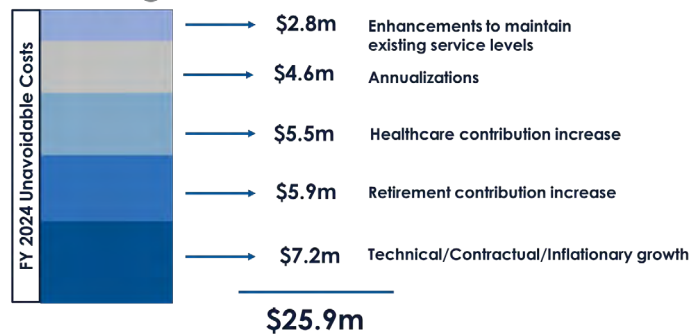 FY 2024 Unavoidable Costs
$2.8m
Enhancements to maintain
existing service levels
$4.6m
Annualizations
$5.5m
Healthcare contribution increase
$5.9m
Retirement contribution increase
$7.2m
Technical/Contractual/Inflationary growth
$25.9m